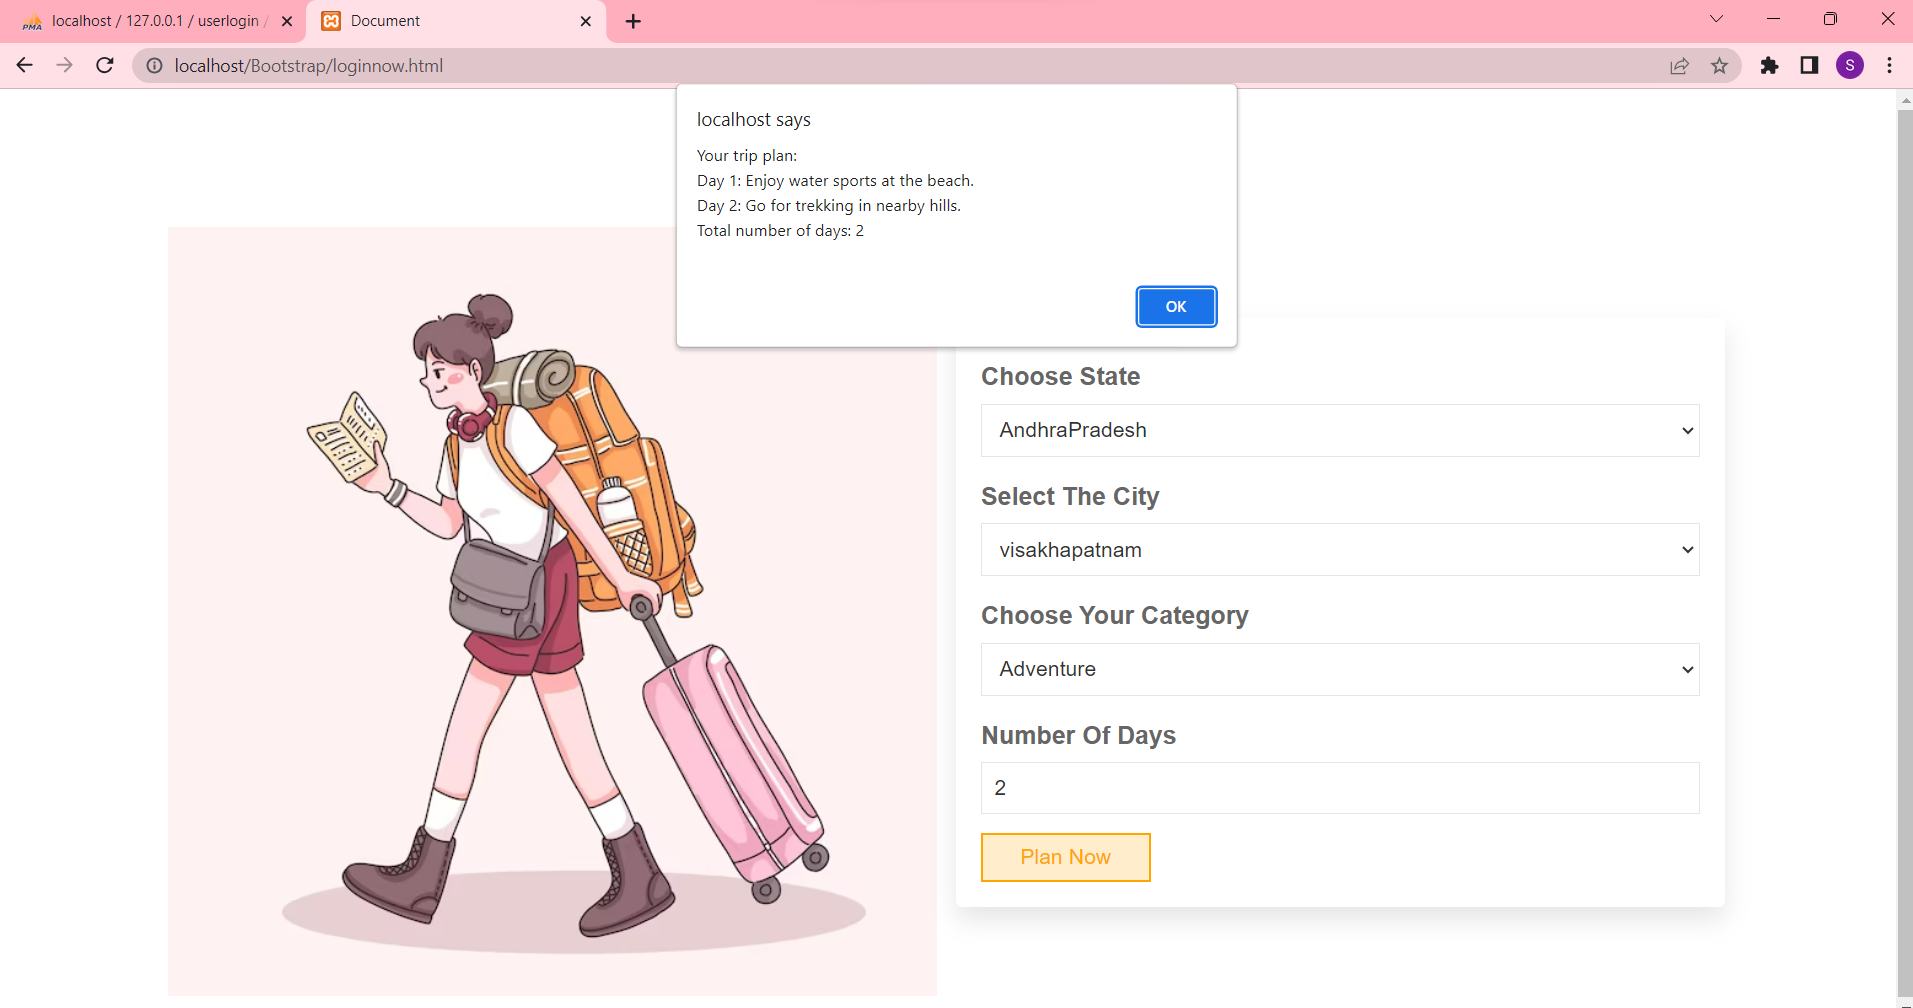 PMA localhost / 127.0.0.1 / userlogin /
Document
localhost/Bootstrap/loginnow.html
S
localhost says
Your trip plan:
Day 1: Enjoy water sports at the beach.
Day 2: Go for trekking in nearby hills.
Total number of days: 2
OK
Choose State
AndhraPradesh
Select The City
visakhapatnam
Choose Your Category
Adventure
Number Of Days
2
Plan Now